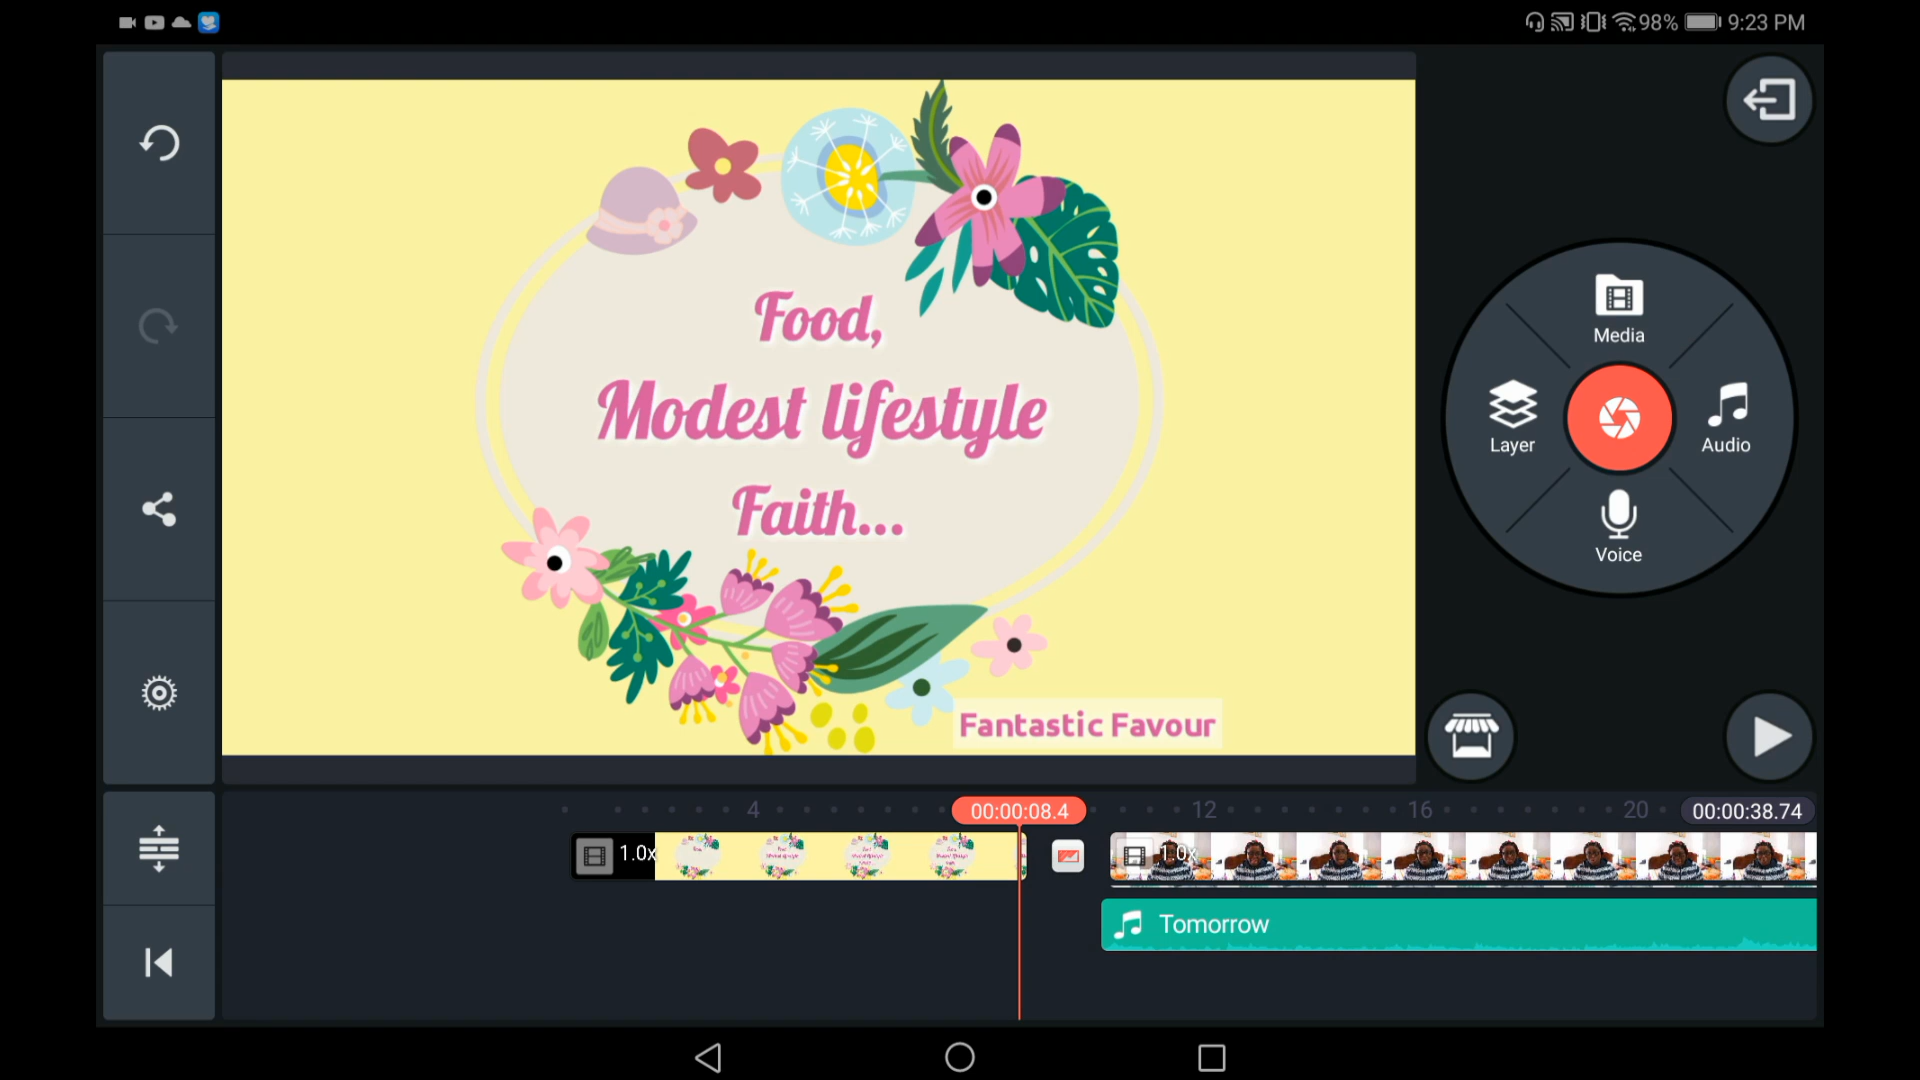 98% 9:23 PM
Food,
Modest lifestyle
Faith...
Fantastic Favour
Media
Layer
Audio
Voice
4
00:00:08.4
12
16
20
00:00:38.74
1.0x
1.0x
Tomorrow